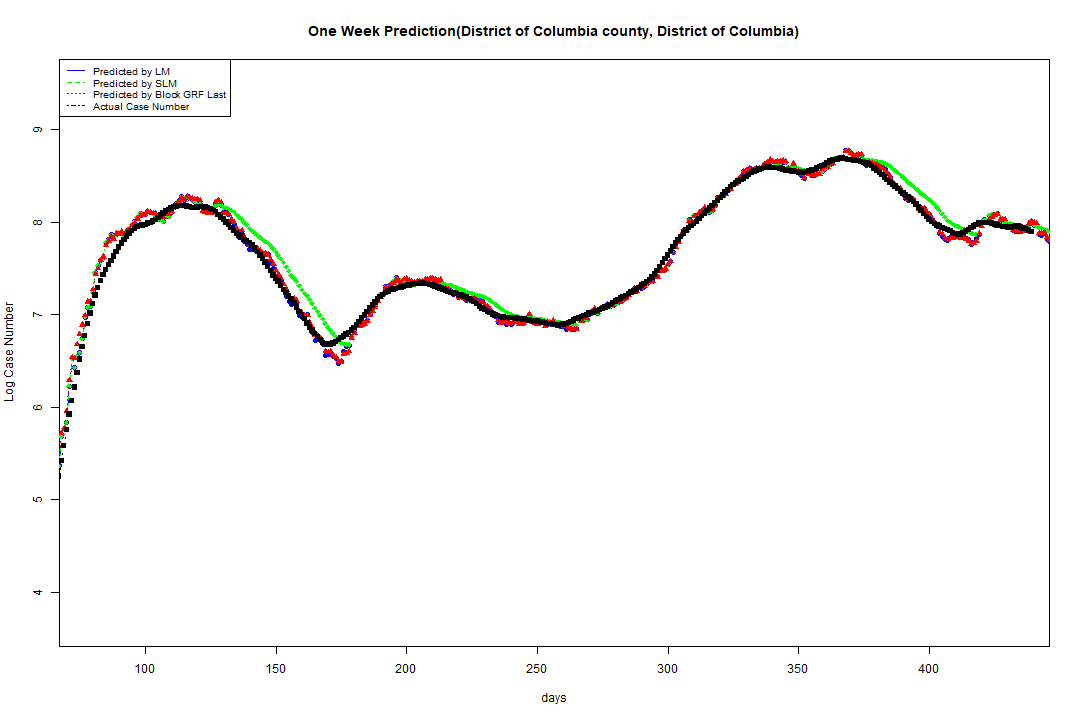 One Week Prediction(District of Columbia county, District of Columbia)
Predicted by LM
Predicted by SLM
Predicted by Block GRF Last
Actual Case Number
9
8
7
6
5
4
Log Case Number
100 150 200 250 300 350 400
days